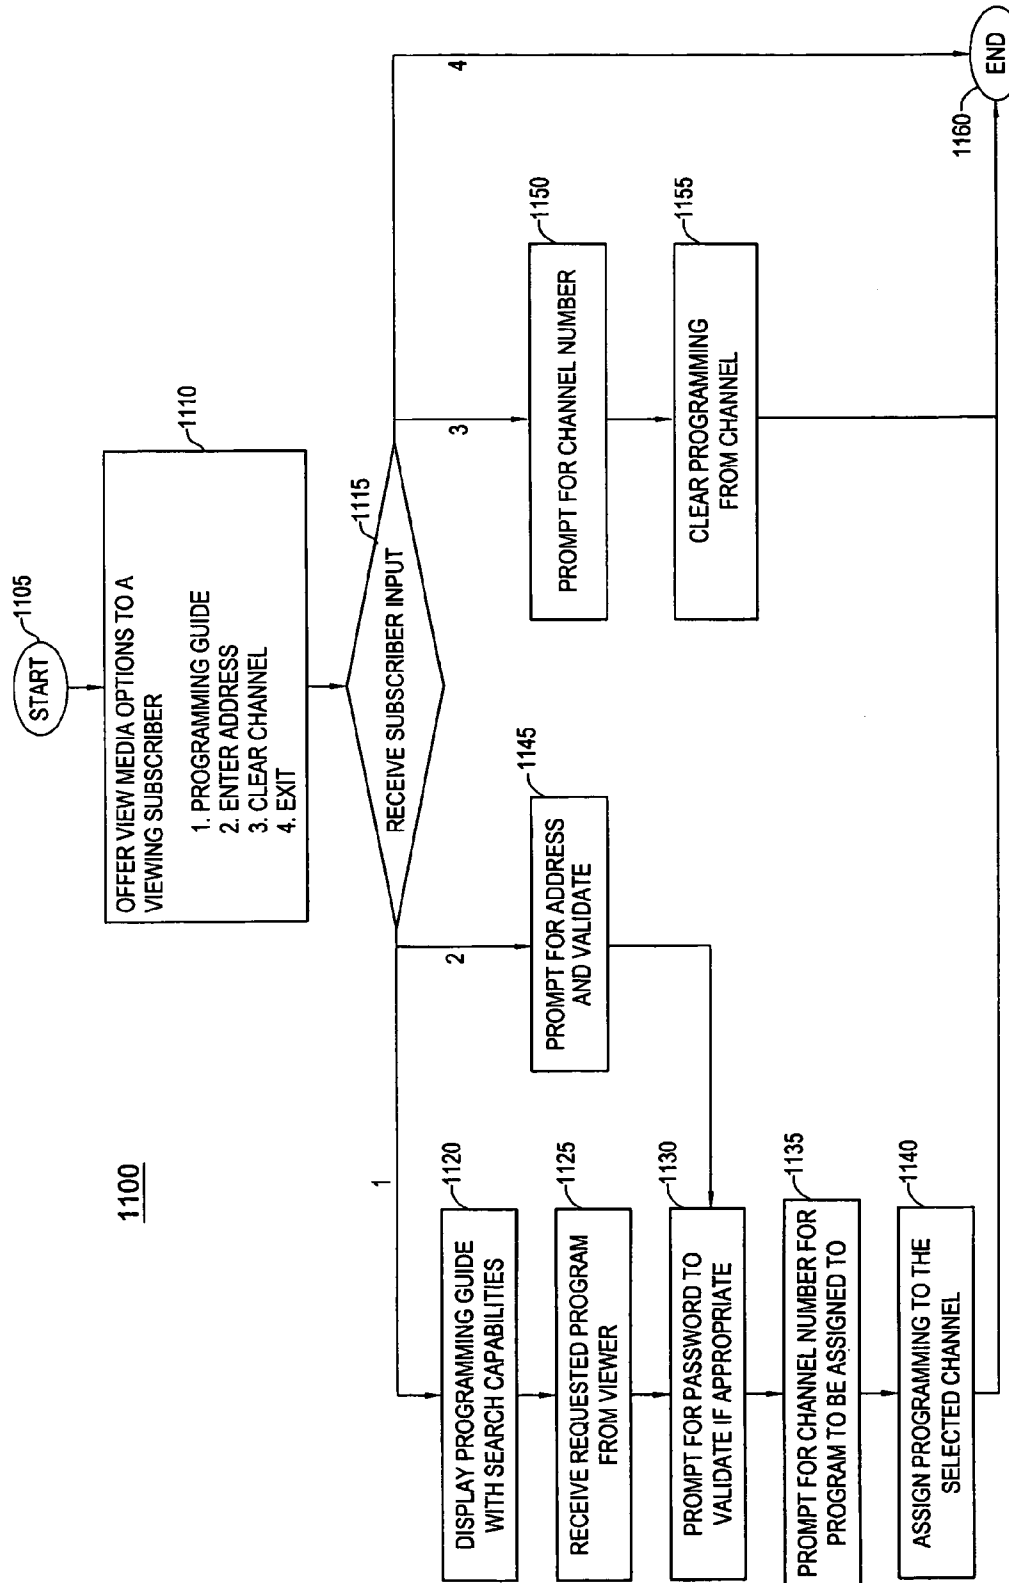 1100
START
1105
OFFER VIEW MEDIA OPTIONS TO A
VIEWING SUBSCRIBER
1. PROGRAMMING GUIDE
2. ENTER ADDRESS
3. CLEAR CHANNEL
4. EXIT
1110
RECEIVE SUBSCRIBER INPUT
1115
1
2
3
4
DISPLAY PROGRAMMING GUIDE
WITH SEARCH CAPABILITIES
1120
RECEIVE REQUESTED PROGRAM
FROM VIEWER
1125
PROMPT FOR PASSWORD TO
VALIDATE IF APPROPRIATE
1130
PROMPT FOR CHANNEL NUMBER FOR
PROGRAM TO BE ASSIGNED TO
1135
ASSIGN PROGRAMMING TO THE
SELECTED CHANNEL
1140
PROMPT FOR ADDRESS
AND VALIDATE
1145
PROMPT FOR CHANNEL NUMBER
1150
CLEAR PROGRAMMING
FROM CHANNEL
1155
1160
END